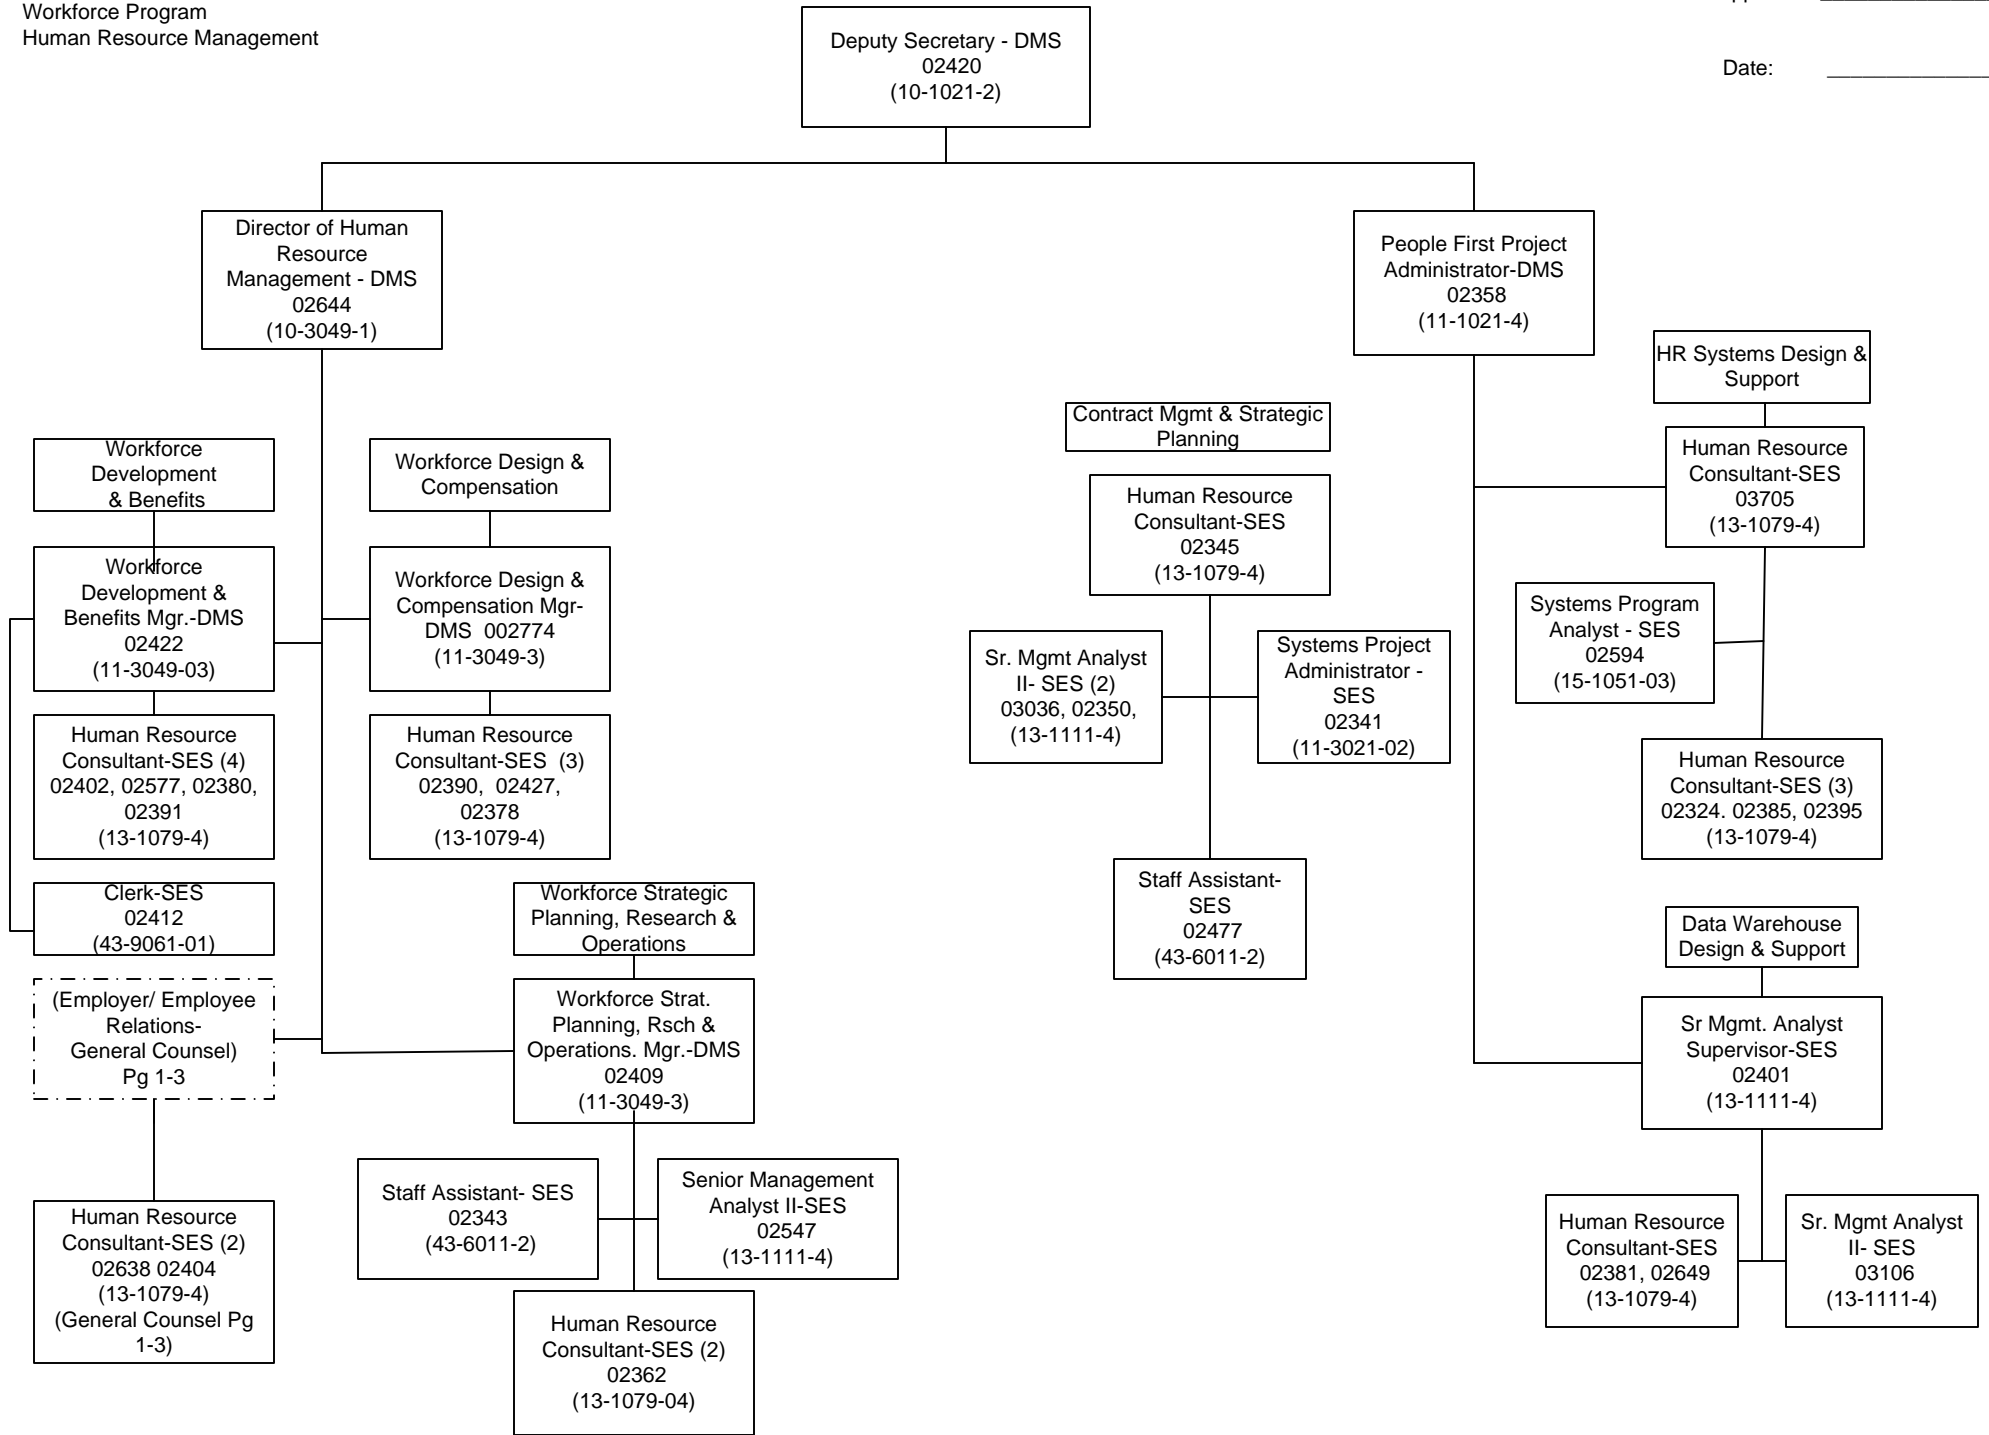 Workforce Program
Human Resource Management
Date:
Deputy Secretary - DMS
02420
(10-1021-2)
Director of Human
Resource
Management - DMS
02644
(10-3049-1)
People First Project
Administrator-DMS
02358
(11-1021-4)
HR Systems Design &
Support
Contract Mgmt & Strategic
Planning
Workforce
Development
& Benefits
Workforce Design &
Compensation
Human Resource
Consultant-SES
03705
(13-1079-4)
Human Resource
Consultant-SES
02345
(13-1079-4)
Workforce
Development &
Benefits Mgr.-DMS
02422
(11-3049-03)
Workforce Design &
Compensation Mgr-
DMS 002774
(11-3049-3)
Systems Program
Analyst - SES
02594
(15-1051-03)
Sr. Mgmt Analyst
II- SES (2)
03036, 02350,
(13-1111-4)
Systems Project
Administrator -
SES
02341
(11-3021-02)
Human Resource
Consultant-SES (4)
02402, 02577, 02380,
02391
(13-1079-4)
Human Resource
Consultant-SES (3)
02390, 02427,
02378
(13-1079-4)
Human Resource
Consultant-SES (3)
02324. 02385, 02395
(13-1079-4)
Clerk-SES
02412
(43-9061-01)
Workforce Strategic
Planning, Research &
Operations
Staff Assistant-
SES
02477
(43-6011-2)
Data Warehouse
Design & Support
(Employer/ Employee
Relations-
General Counsel)
Pg 1-3
Workforce Strat.
Planning, Rsch &
Operations. Mgr.-DMS
02409
(11-3049-3)
Sr Mgmt. Analyst
Supervisor-SES
02401
(13-1111-4)
Staff Assistant- SES
02343
(43-6011-2)
Senior Management
Analyst II-SES
02547
(13-1111-4)
Human Resource
Consultant-SES (2)
02638 02404
(13-1079-4)
(General Counsel Pg
1-3)
Human Resource
Consultant-SES
02381, 02649
(13-1079-4)
Sr. Mgmt Analyst
II- SES
03106
(13-1111-4)
Human Resource
Consultant-SES (2)
02362
(13-1079-04)